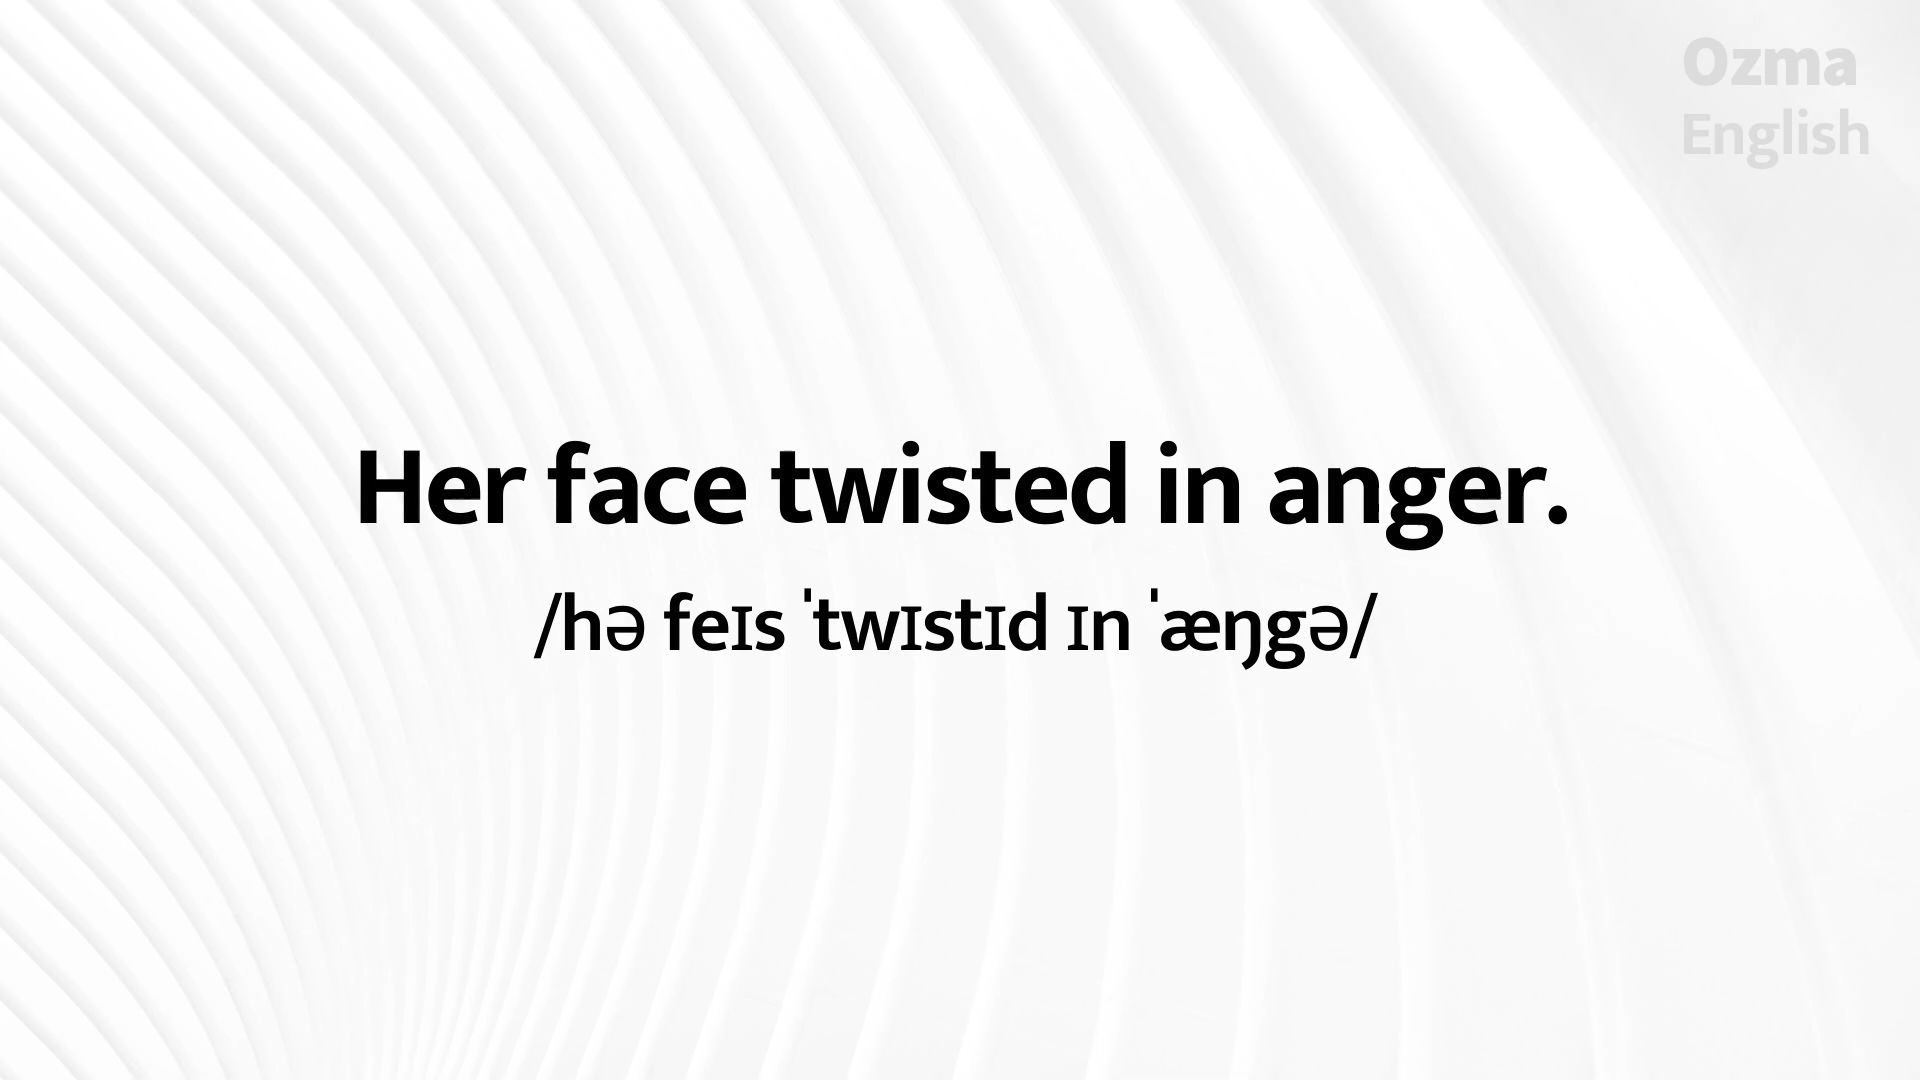 Ozma
English
Her face twisted in anger.
/hə feɪs ˈtwɪstɪd ɪn ˈæŋgə/